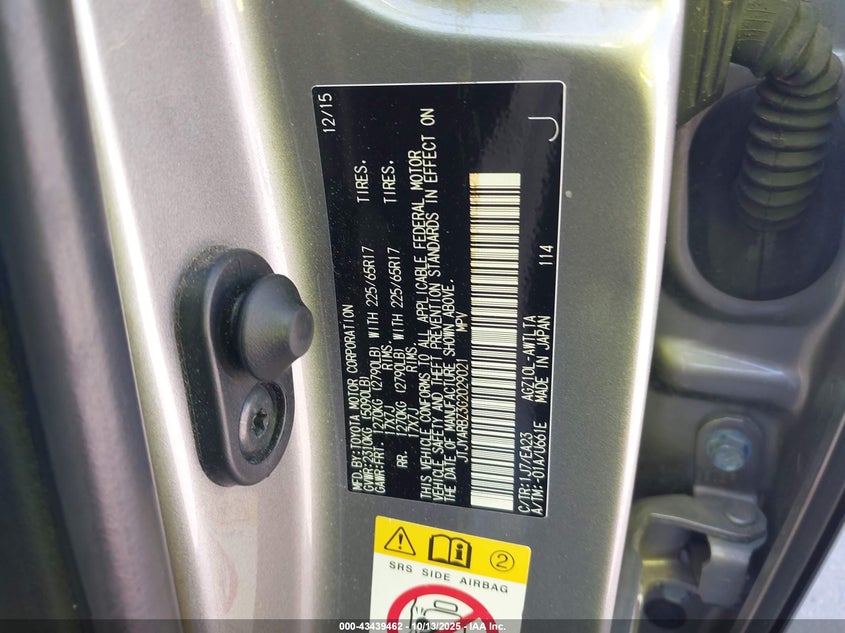 MFD.BY:TOYOTA MOTOR CORPORATION 12/15
GVWR:2310KG (5090LB)
GAWR:FRT. 1270KG (2790LB) WITH 225/65R17 TIRES.
17X7J RIMS.
RR. 1270KG (2790LB) WITH 225/65R17 TIRES.
17X7J RIMS.
THIS VEHICLE CONFORMS TO ALL APPLICABLE FEDERAL MOTOR
VEHICLE SAFETY AND THEFT PREVENTION STANDARDS IN EFFECT ON
THE DATE OF MANUFACTURE SHOWN ABOVE.
JTJYARBZ3G2029021 MPV
C/TR:1J7/EA23 AGZ10L-AWTLTA
A/TM:-01A/U661E MADE IN JAPAN 114 J
2
SRS SIDE AIRBAG
000-43439462 - 10/13/2025 - IAA Inc.